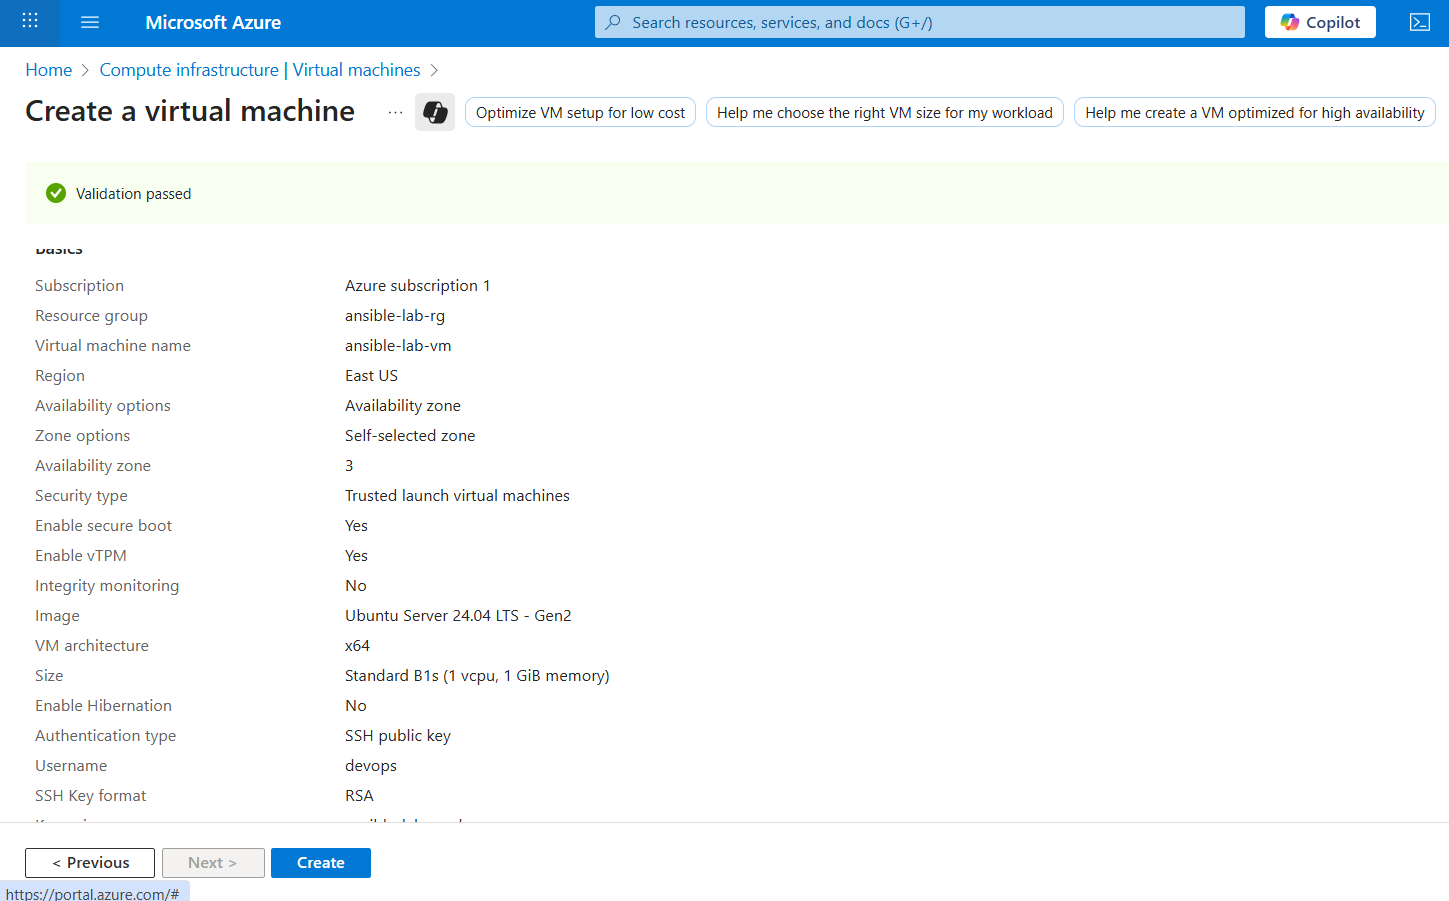 Microsoft Azure
Search resources, services, and docs (G+/)
Copilot
Home > Compute infrastructure | Virtual machines >
Create a virtual machine
...
Optimize VM setup for low cost
Help me choose the right VM size for my workload
Help me create a VM optimized for high availability
Validation passed
Basics
Subscription Azure subscription 1
Resource group ansible-lab-rg
Virtual machine name ansible-lab-vm
Region East US
Availability options Availability zone
Zone options Self-selected zone
Availability zone 3
Security type Trusted launch virtual machines
Enable secure boot Yes
Enable vTPM Yes
Integrity monitoring No
Image Ubuntu Server 24.04 LTS - Gen2
VM architecture x64
Size Standard B1s (1 vcpu, 1 GiB memory)
Enable Hibernation No
Authentication type SSH public key
Username devops
SSH Key format RSA
< Previous
Next >
Create
https://portal.azure.com/#